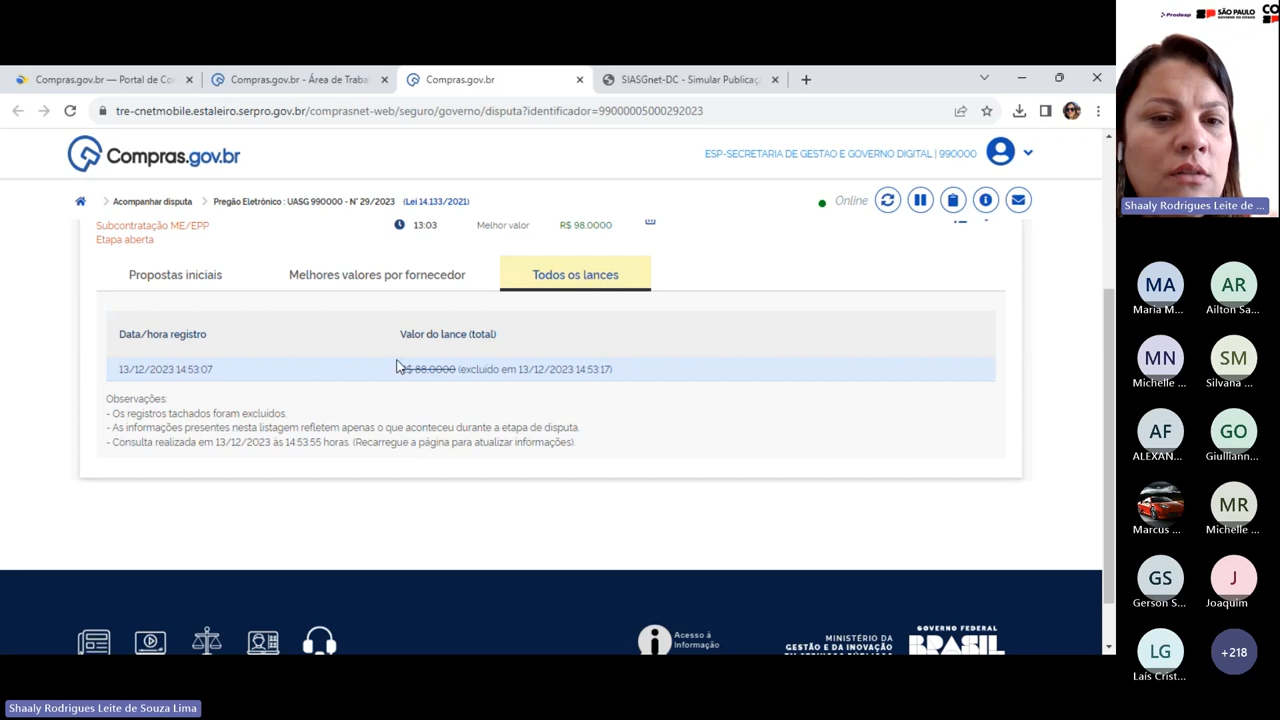 Prodesp SÃO PAULO GOVERNO DO ESTADO
Compras.gov.br — Portal de Co
Compras.gov.br - Área de Traba
Compras.gov.br
SIASGnet-DC - Simular Publicaç
tre-cnetmobile.estaleiro.serpro.gov.br/comprasnet-web/seguro/governo/disputa?identificador=99000005000292023
Compras.gov.br
ESP-SECRETARIA DE GESTAO E GOVERNO DIGITAL | 990000
Acompanhar disputa
Pregão Eletrônico : UASG 990000 - N° 29/2023 (Lei 14.133/2021)
Online
Shaaly Rodrigues Leite de ...
Subcontratação ME/EPP
13:03
Melhor valor
R$ 98,0000
Etapa aberta
Propostas iniciais
Melhores valores por fornecedor
Todos os lances
Data/hora registro
Valor do lance (total)
13/12/2023 14:53:07
R$ 88,0000 (excluído em 13/12/2023 14:53:17)
Observações:
- Os registros tachados foram excluídos.
- As informações presentes nesta listagem refletem apenas o que aconteceu durante a etapa de disputa.
- Consulta realizada em 13/12/2023 às 14:53:55 horas. (Recarregue a página para atualizar informações).
Acesso à
Informação
MINISTÉRIO DA
GESTÃO E DA INOVAÇÃO
GOVERNO FEDERAL
BRASIL
MA
Maria M...
AR
Ailton Sa...
MN
Michelle ...
SM
Silvana ...
AF
ALEXAN...
GO
Giulliann...
Marcus ...
MR
Michelle ...
GS
Gerson S...
J
Joaquim
LG
Laís Crist...
+218
Shaaly Rodrigues Leite de Souza Lima